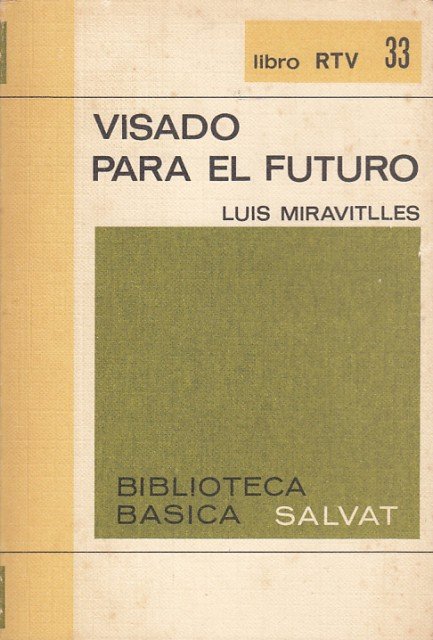 libro RTV 33
VISADO
PARA EL FUTURO
LUIS MIRAVITLLES
BIBLIOTECA
BASICA SALVAT